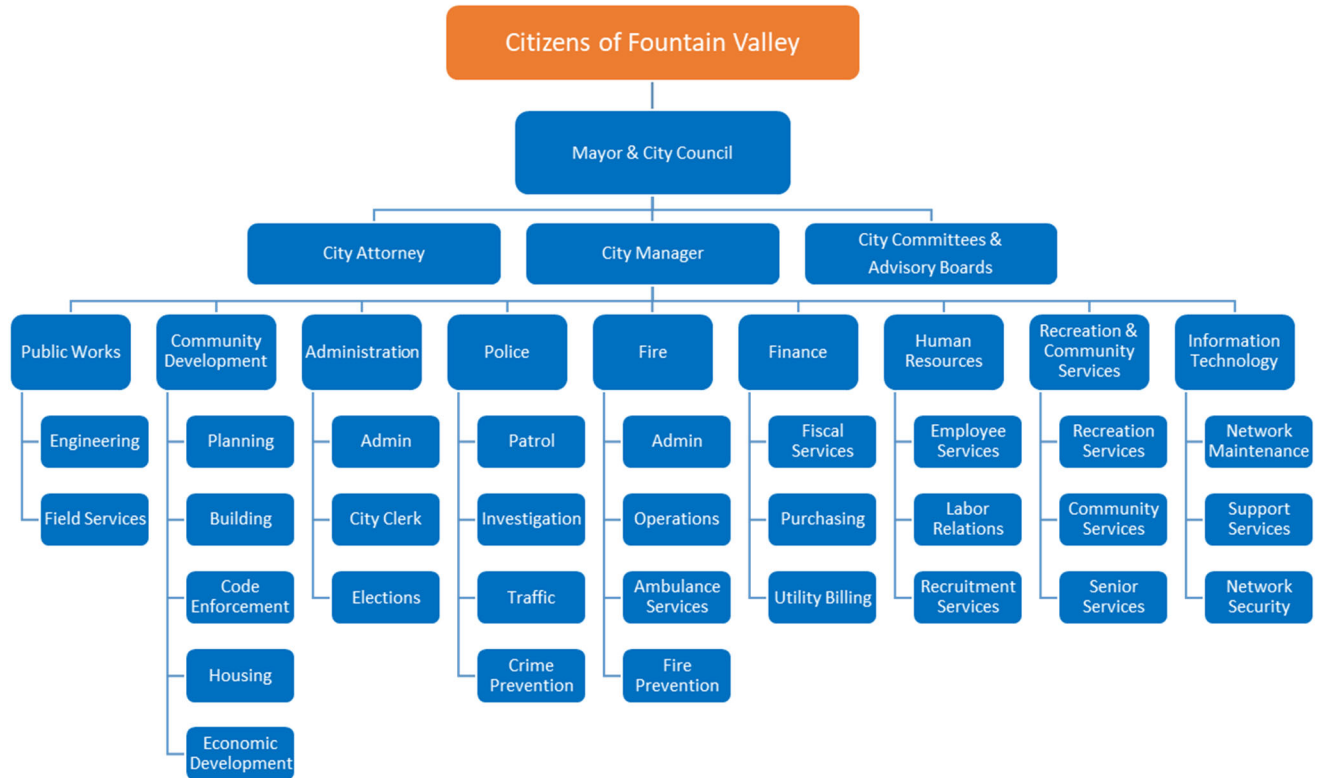 Citizens of Fountain Valley
Mayor & City Council
City Attorney
City Manager
City Committees &
Advisory Boards
Public Works
Community
Development
Administration
Police
Fire
Finance
Human
Resources
Recreation &
Community
Services
Information
Technology
Engineering
Field Services
Planning
Building
Code
Enforcement
Housing
Economic
Development
Admin
City Clerk
Elections
Patrol
Investigation
Traffic
Crime
Prevention
Admin
Operations
Ambulance
Services
Fire
Prevention
Fiscal
Services
Purchasing
Utility Billing
Employee
Services
Labor
Relations
Recruitment
Services
Recreation
Services
Community
Services
Senior
Services
Network
Maintenance
Support
Services
Network
Security